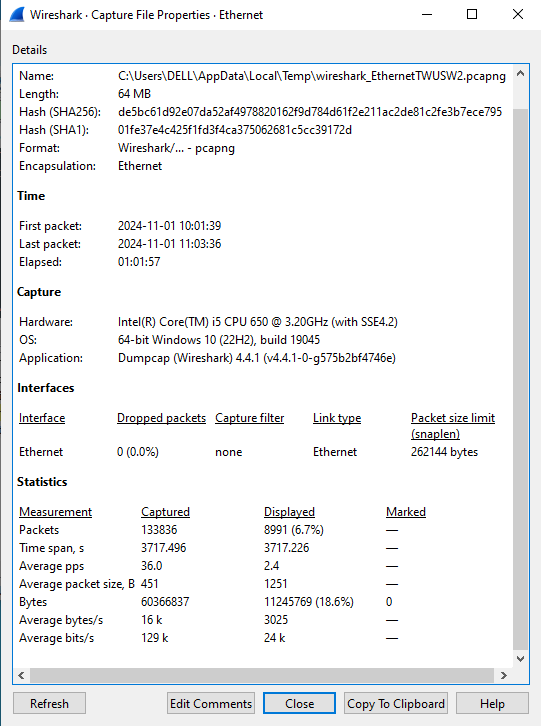 Wireshark · Capture File Properties · Ethernet
Details
Name: C:\Users\DELL\AppData\Local\Temp\wireshark_EthernetTWUSW2.pcapng
Length: 64 MB
Hash (SHA256): de5bc61d92e07da52af4978820162f9d784d61f2e211ac2de81c2fe3b7ece795
Hash (SHA1): 01fe37e4c425f1fd3f4ca375062681c5cc39172d
Format: Wireshark/... - pcapng
Encapsulation: Ethernet
Time
First packet: 2024-11-01 10:01:39
Last packet: 2024-11-01 11:03:36
Elapsed: 01:01:57
Capture
Hardware: Intel(R) Core(TM) i5 CPU 650 @ 3.20GHz (with SSE4.2)
OS: 64-bit Windows 10 (22H2), build 19045
Application: Dumpcap (Wireshark) 4.4.1 (v4.4.1-0-g575b2bf4746e)
Interfaces
Interface Dropped packets Capture filter Link type Packet size limit
(snaplen)
Ethernet 0 (0.0%) none Ethernet 262144 bytes
Statistics
Measurement Captured Displayed Marked
Packets 133836 8991 (6.7%) —
Time span, s 3717.496 3717.226 —
Average pps 36.0 2.4 —
Average packet size, B 451 1251 —
Bytes 60366837 11245769 (18.6%) 0
Average bytes/s 16 k 3025 —
Average bits/s 129 k 24 k —
Refresh Edit Comments Close Copy To Clipboard Help